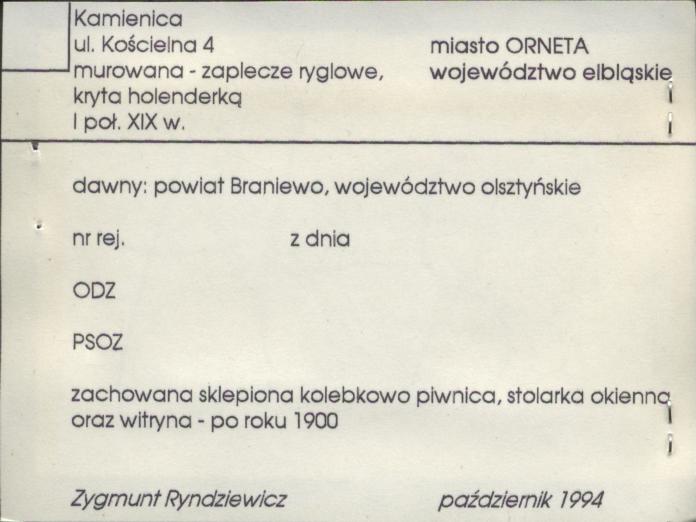 Kamienica
ul. Kościelna 4 miasto ORNETA
murowana - zaplecze ryglowe, województwo elbląskie
kryta holenderką
I poł. XIX w.
dawny: powiat Braniewo, województwo olsztyńskie
nr rej. z dnia
ODZ
PSOZ
zachowana sklepiona kolebkowo piwnica, stolarka okienna
oraz witryna - po roku 1900
Zygmunt Ryndziewicz październik 1994